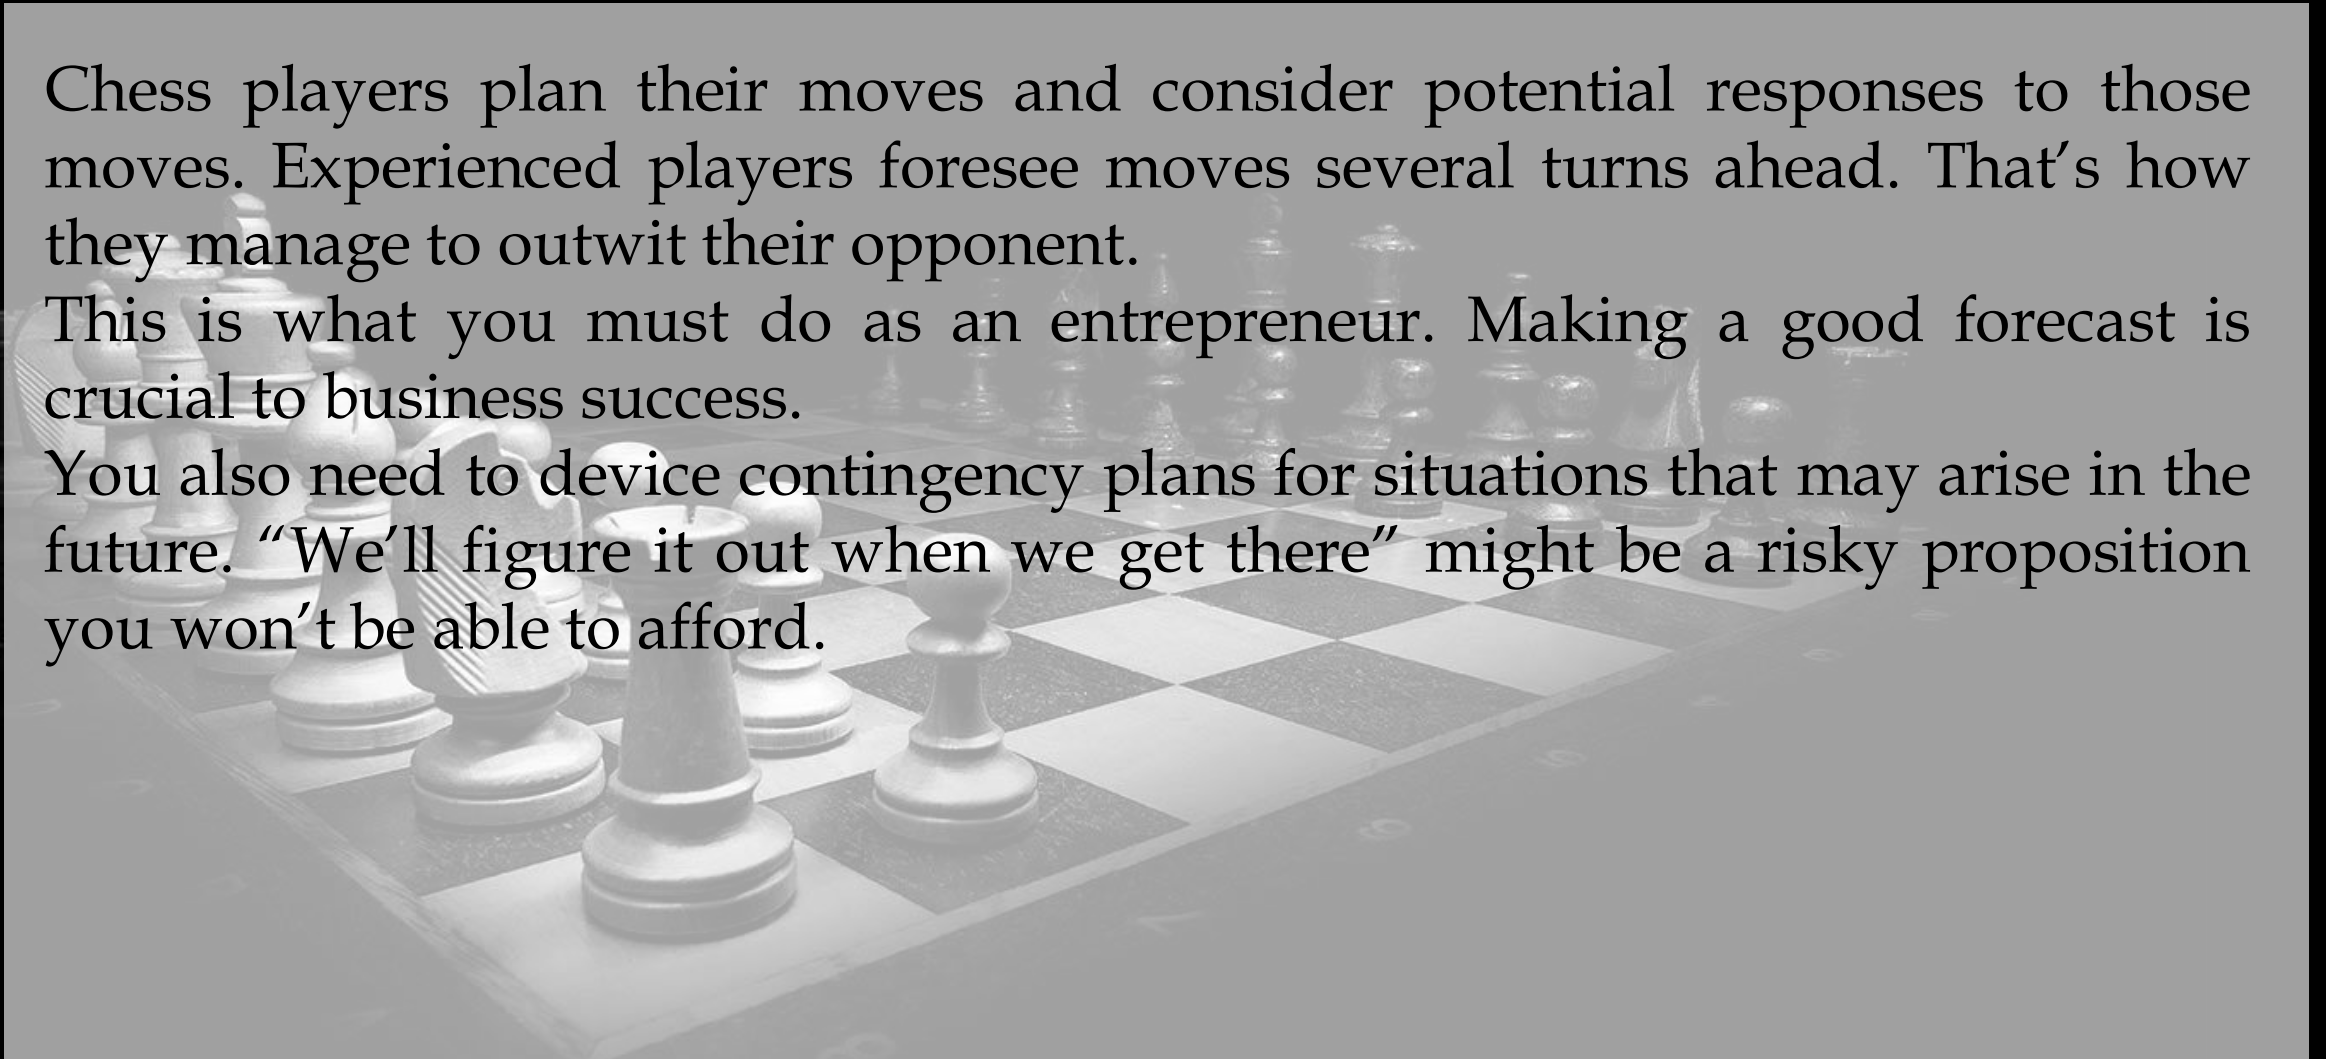 Chess players plan their moves and consider potential responses to those
moves. Experienced players foresee moves several turns ahead. That’s how
they manage to outwit their opponent.
This is what you must do as an entrepreneur. Making a good forecast is
crucial to business success.
You also need to device contingency plans for situations that may arise in the
future. “We’ll figure it out when we get there” might be a risky proposition
you won’t be able to afford.